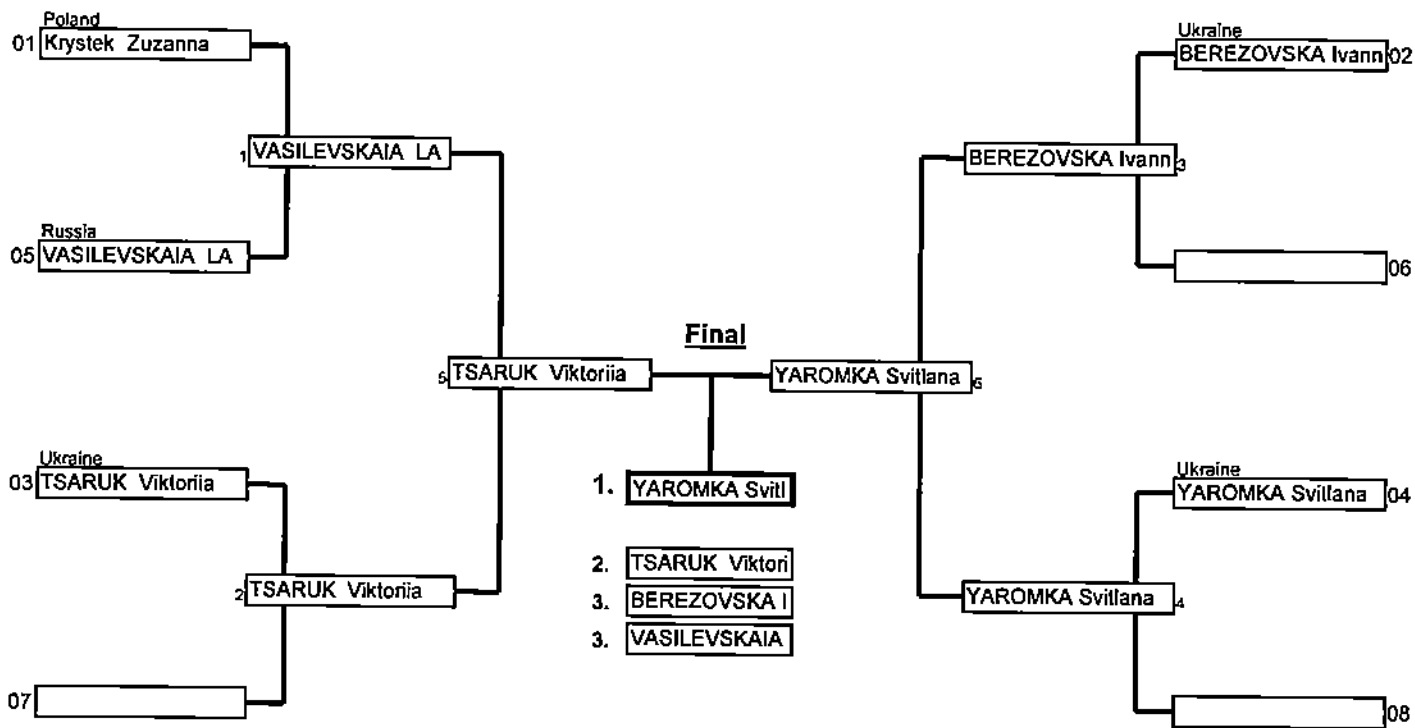 Poland
01 Krystek Zuzanna
1 VASILEVSKAIA LA
Russia
05 VASILEVSKAIA LA
5 TSARUK Viktoriia
Ukraine
03 TSARUK Viktoriia
2 TSARUK Viktoriia
07
Final
1. YAROMKA Svitl
2. TSARUK Viktori
3. BEREZOVSKA I
3. VASILEVSKAIA
Ukraine
BEREZOVSKA Ivann 02
BEREZOVSKA Ivann 3
06
YAROMKA Svitlana 6
Ukraine
YAROMKA Svitlana 04
YAROMKA Svitlana 4
08